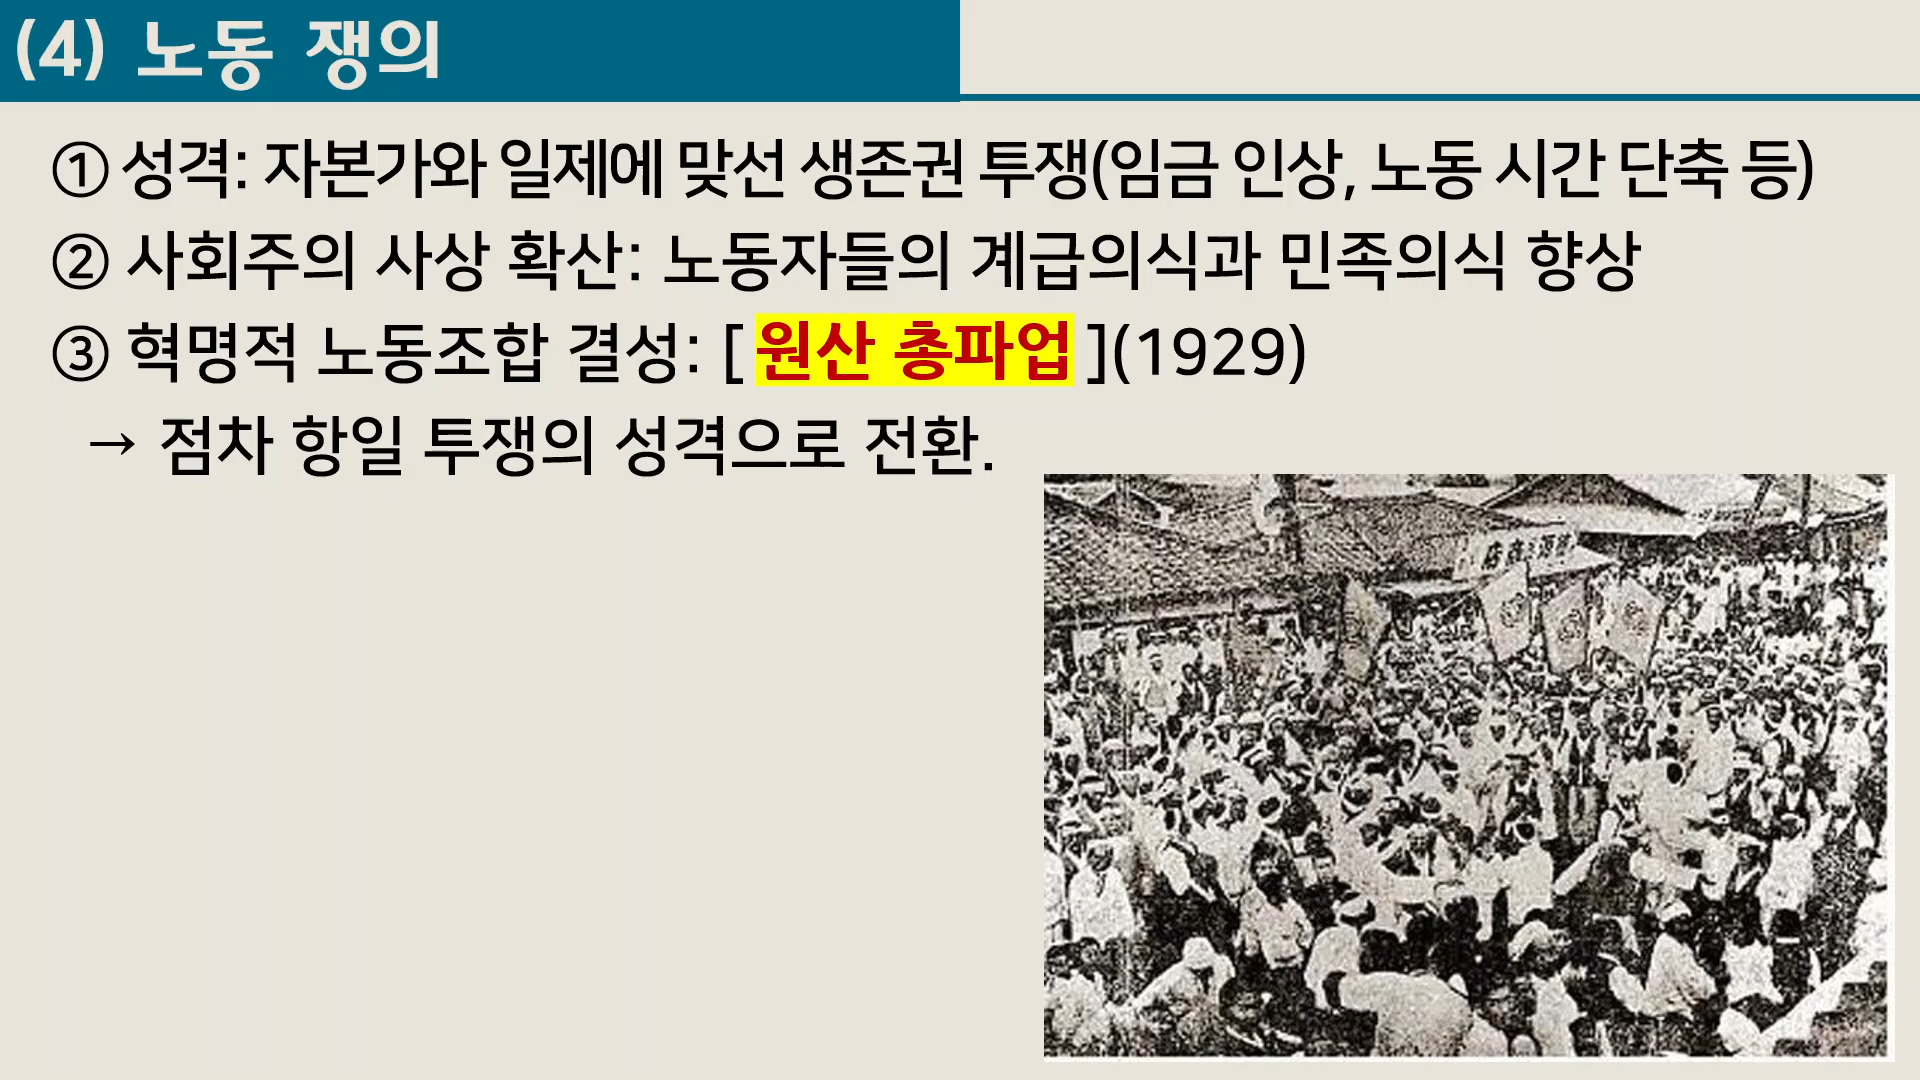 (4) 노동 쟁의
① 성격: 자본가와 일제에 맞선 생존권 투쟁(임금 인상, 노동 시간 단축 등)
② 사회주의 사상 확산: 노동자들의 계급의식과 민족의식 향상
③ 혁명적 노동조합 결성: [ 원산 총파업 ](1929)
→ 점차 항일 투쟁의 성격으로 전환.